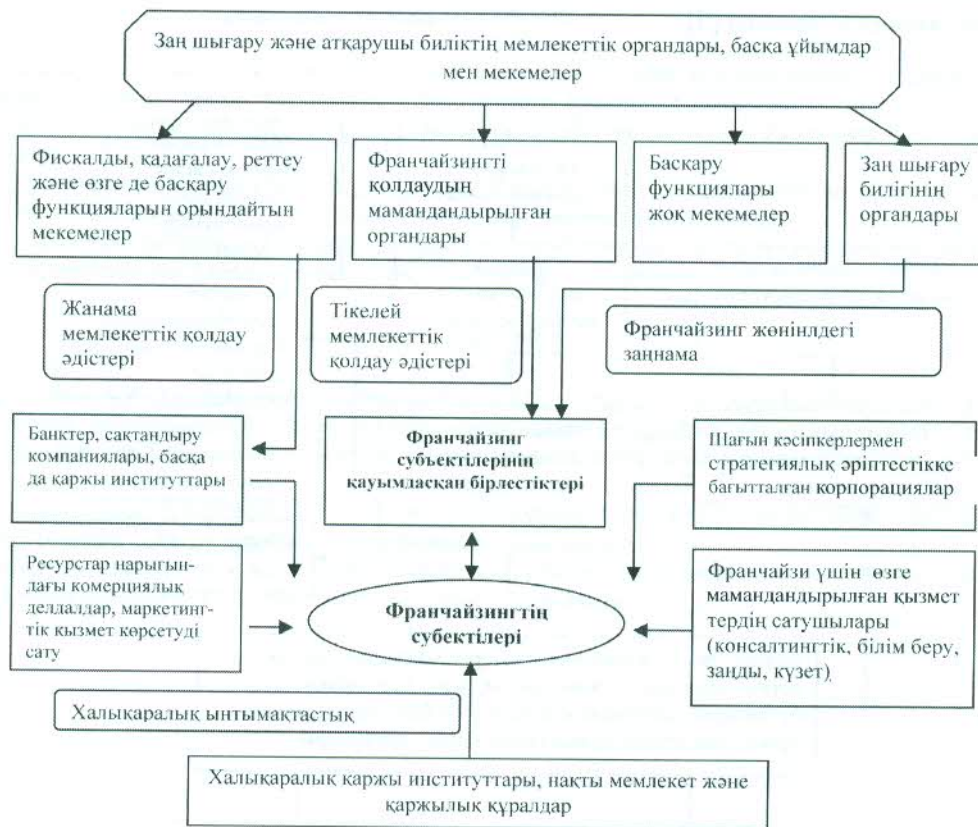 Заң шығару және атқарушы биліктің мемлекеттік органдары, басқа ұйымдар
мен мекемелер
Фискалды, қадағалау, реттеу
және өзге де басқару
функцияларын орындайтын
мекемелер
Франчайзингті
қолдаудың
мамандандырылған
органдары
Басқару
функциялары
жоқ мекемелер
Заң шығару
билігінің
органдары
Жанама
мемлекеттік қолдау
әдістері
Тікелей
мемлекеттік
қолдау әдістері
Франчайзинг жөнінлдегі
заңнама
Банктер, сақтандыру
компаниялары, басқа
да қаржы институттары
Франчайзинг
субъектілерінің
қауымдасқан бірлестіктері
Шағын кәсіпкерлермен
стратегиялық әріптестікке
бағытталған корпорациялар
Ресурстар нарығын-
дағы комерциялық
делдалдар, маркетинг-
тік қызмет көрсетуді
сату
Франчайзингтің
субектілері
Франчайзи үшін өзге
мамандандырылған қызмет
тердің сатушылары
(консалтингтік, білім беру,
заңды, күзет)
Халықаралық ынтымақтастық
Халықаралық қаржы институттары, нақты мемлекет және
қаржылық құралдар